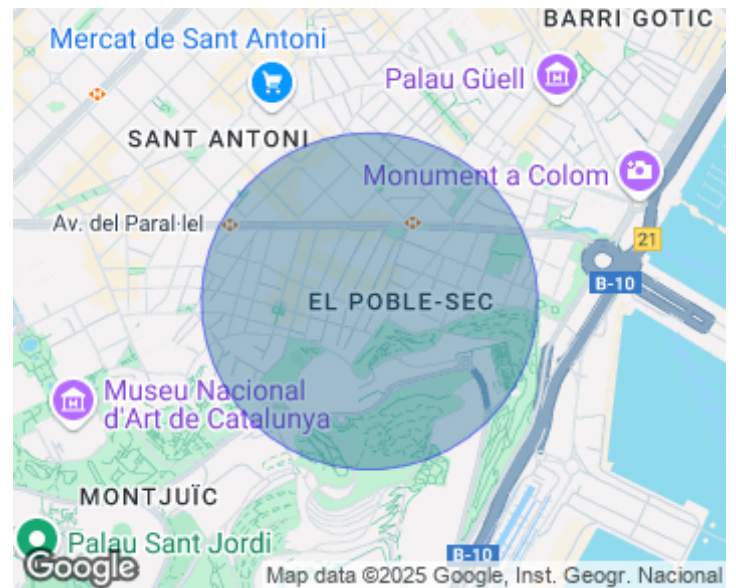 BARRI GOTIC
Mercat de Sant Antoni
Palau Güell
SANT ANTONI
Monument a Colom
Av. del Paral·lel
21
B-10
EL POBLE-SEC
Museu Nacional
d'Art de Catalunya
MONTJUÏC
Palau Sant Jordi
B-10
Google
Map data ©2025 Google, Inst. Geogr. Nacional